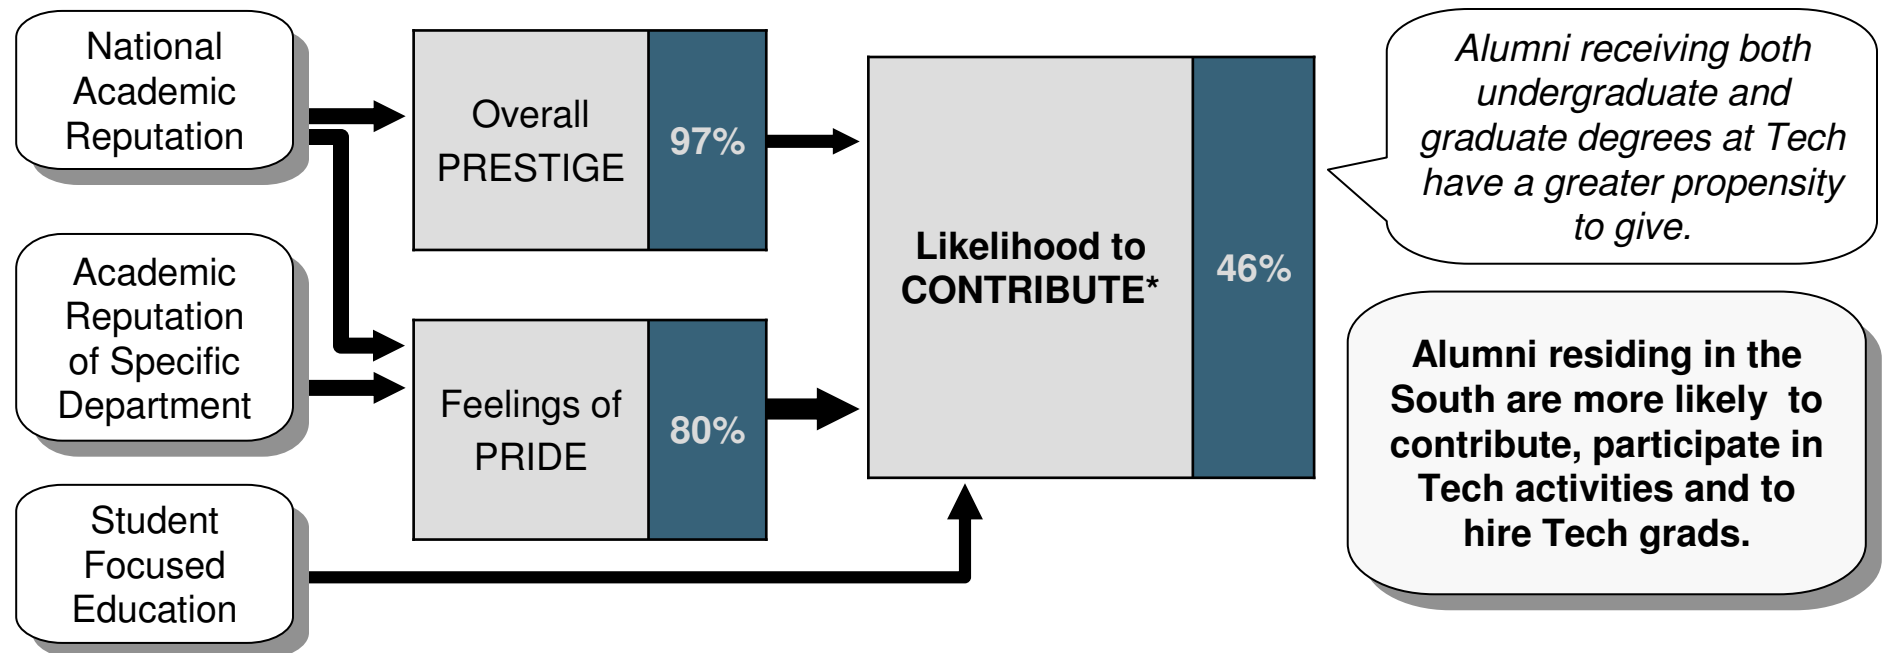 National
Academic
Reputation
Academic
Reputation
of Specific
Department
Student
Focused
Education
Overall
PRESTIGE
97%
Feelings of
PRIDE
80%
Likelihood to
CONTRIBUTE*
46%
Alumni receiving both
undergraduate and
graduate degrees at Tech
have a greater propensity
to give.
Alumni residing in the
South are more likely to
contribute, participate in
Tech activities and to
hire Tech grads.